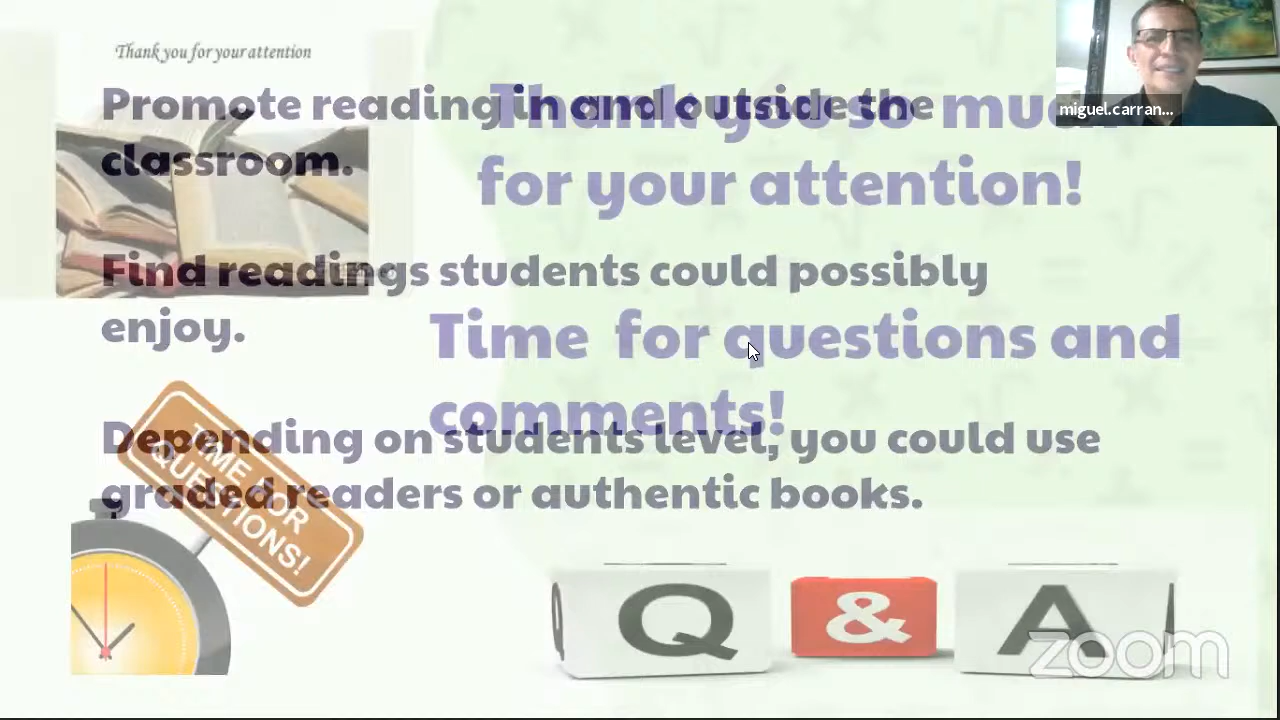 Thank you for your attention
Promote reading in and outside the
classroom.
Find readings students could possibly
enjoy.
Depending on students level, you could use
graded readers or authentic books.
Thank you so much
for your attention!
Time for questions and
comments!
TIME FOR
QUESTIONS!
Q & A
miguel.carran...
zoom